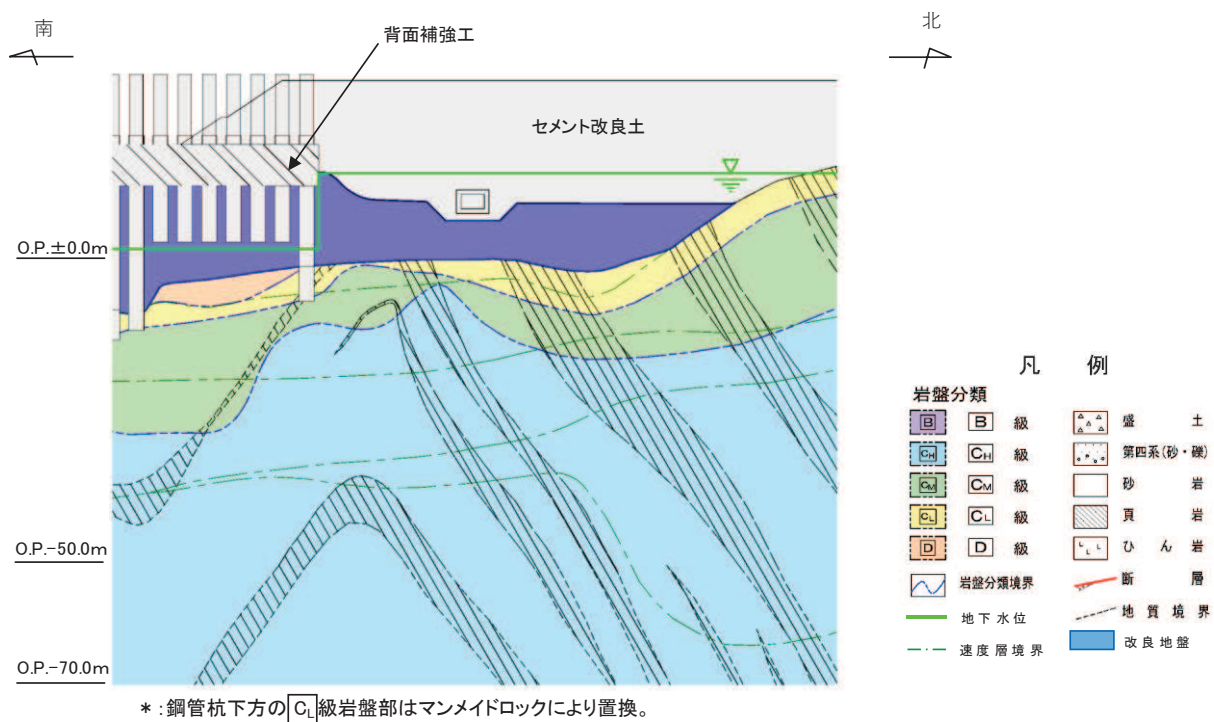 南
北
背面補強工
セメント改良土
O.P.±0.0m
O.P.-50.0m
O.P.-70.0m
凡 例
岩盤分類
B B 級
CH CH 級
CM CM 級
CL CL 級
D D 級
岩盤分類境界
地下水位
速度層境界
盛 土
第四系(砂・礫)
砂 岩
頁 岩
ひん岩
断 層
地質境界
改良地盤
*:鋼管杭下方のCL級岩盤部はマンメイドロックにより置換。